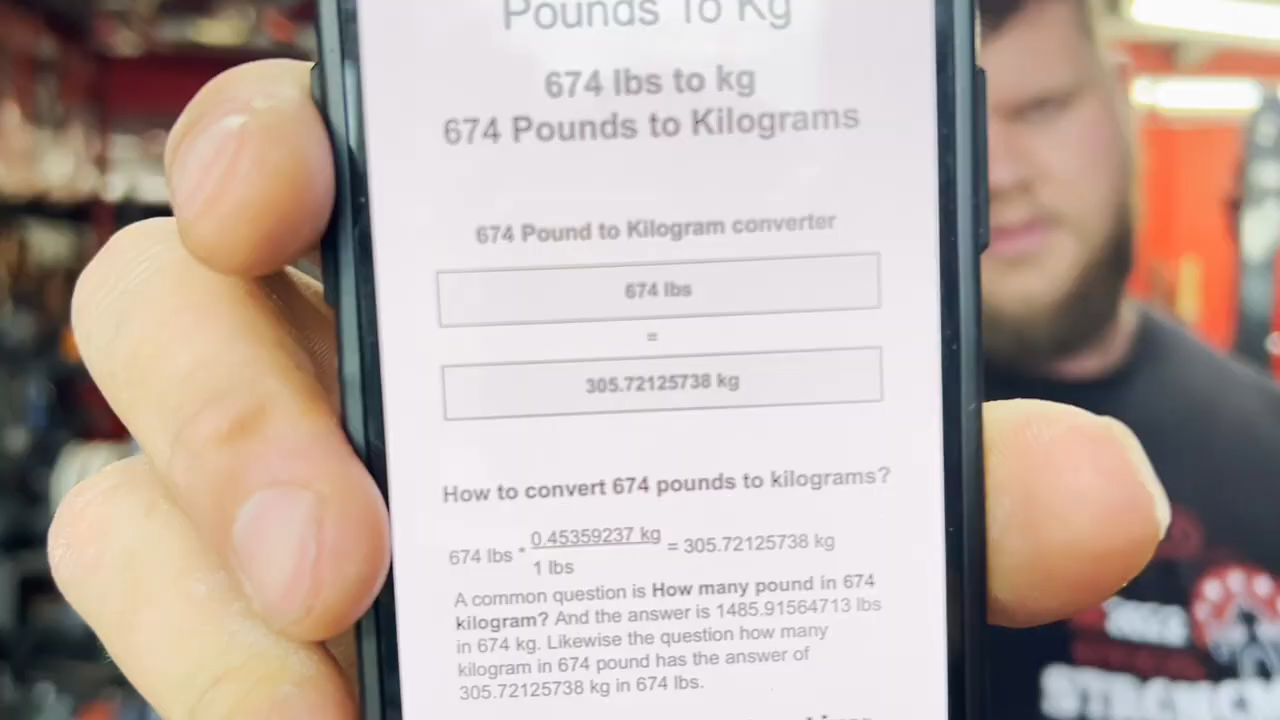 Pounds To Kg
674 lbs to kg
674 Pounds to Kilograms
674 Pound to Kilogram converter
674 lbs
=
305.72125738 kg
How to convert 674 pounds to kilograms?
674 lbs * 0.45359237 kg = 305.72125738 kg
1 lbs
A common question is How many pound in 674
kilogram? And the answer is 1485.91564713 lbs
in 674 kg. Likewise the question how many
kilogram in 674 pound has the answer of
305.72125738 kg in 674 lbs.